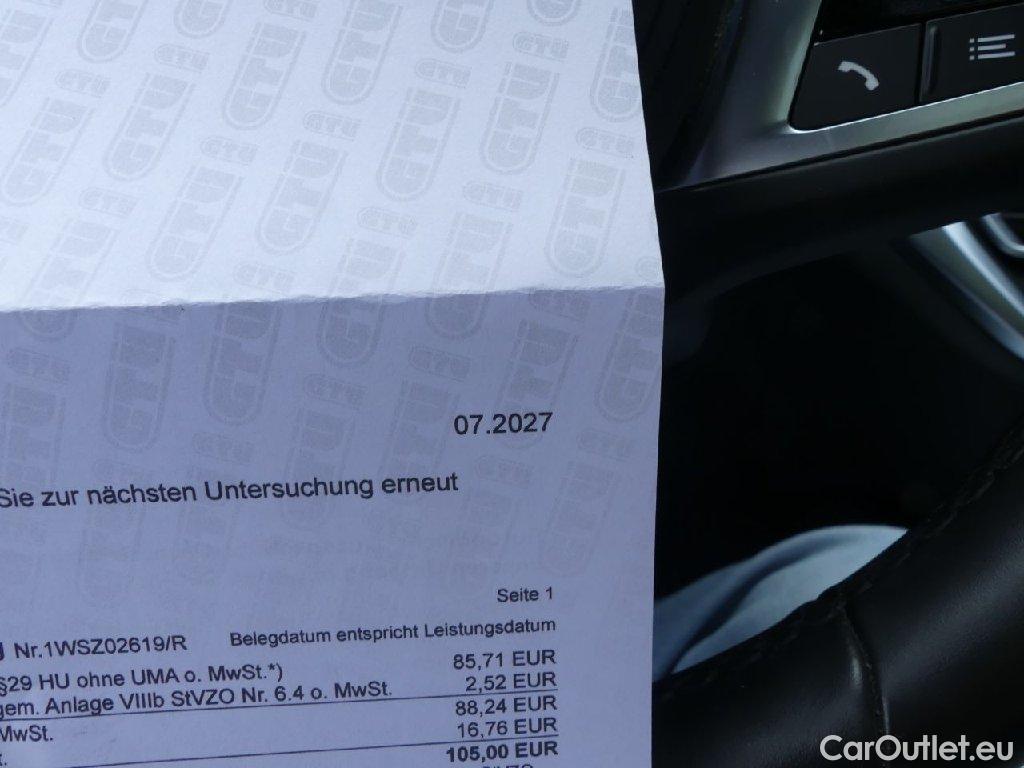 GTÜ
07.2027
Sie zur nächsten Untersuchung erneut
Seite 1
Nr.1WSZ02619/R Belegdatum entspricht Leistungsdatum
§29 HU ohne UMA o. MwSt.*) 85,71 EUR
gem. Anlage VIIIb StVZO Nr. 6.4 o. MwSt. 2,52 EUR
88,24 EUR
MwSt. 16,76 EUR
105,00 EUR
CarOutlet.eu